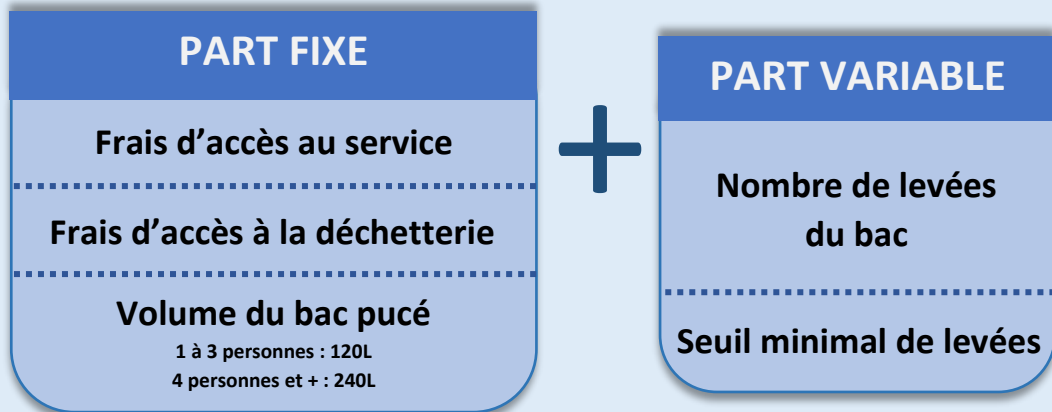 PART FIXE
Frais d’accès au service
Frais d’accès à la déchetterie
Volume du bac pucé
1 à 3 personnes : 120L
4 personnes et + : 240L
+
PART VARIABLE
Nombre de levées
du bac
Seuil minimal de levées